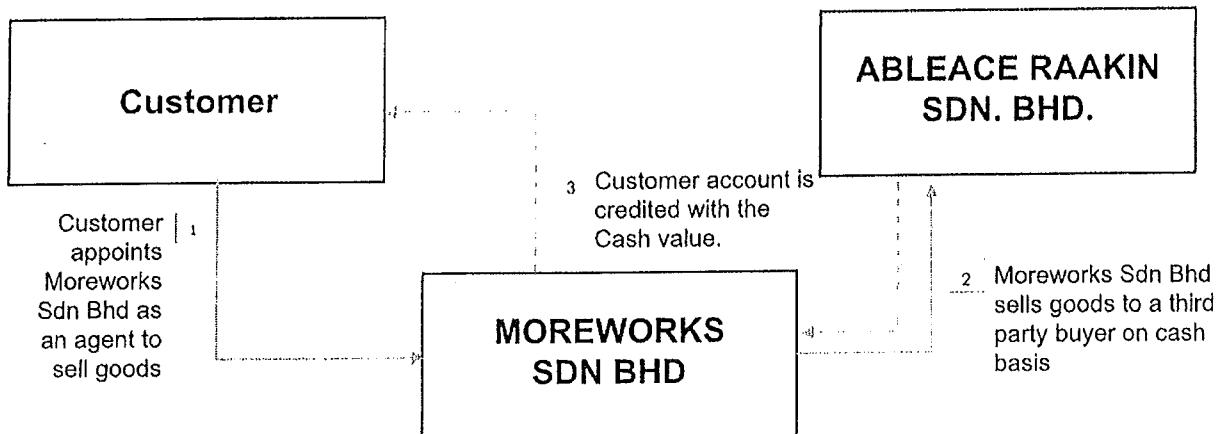 Customer
ABLEACE RAAKIN
SDN. BHD.
1
Customer
appoints
Moreworks
Sdn Bhd as
an agent to
sell goods
3 Customer account is
credited with the
Cash value.
MOREWORKS
SDN BHD
2 Moreworks Sdn Bhd
sells goods to a third
party buyer on cash
basis